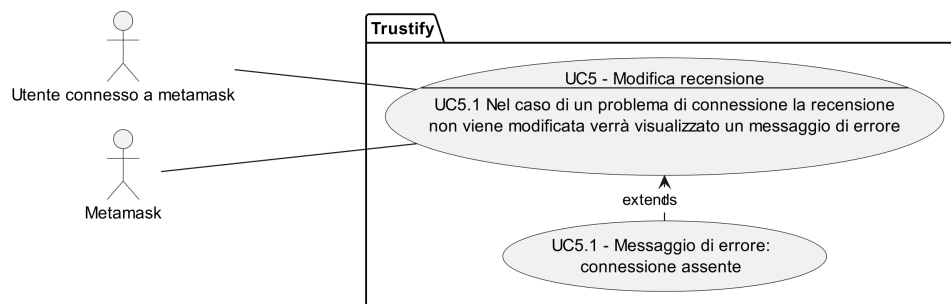 Trustify
Utente connesso a metamask
Metamask
UC5 - Modifica recensione
UC5.1 Nel caso di un problema di connessione la recensione
non viene modificata verrà visualizzato un messaggio di errore
extends
UC5.1 - Messaggio di errore:
connessione assente